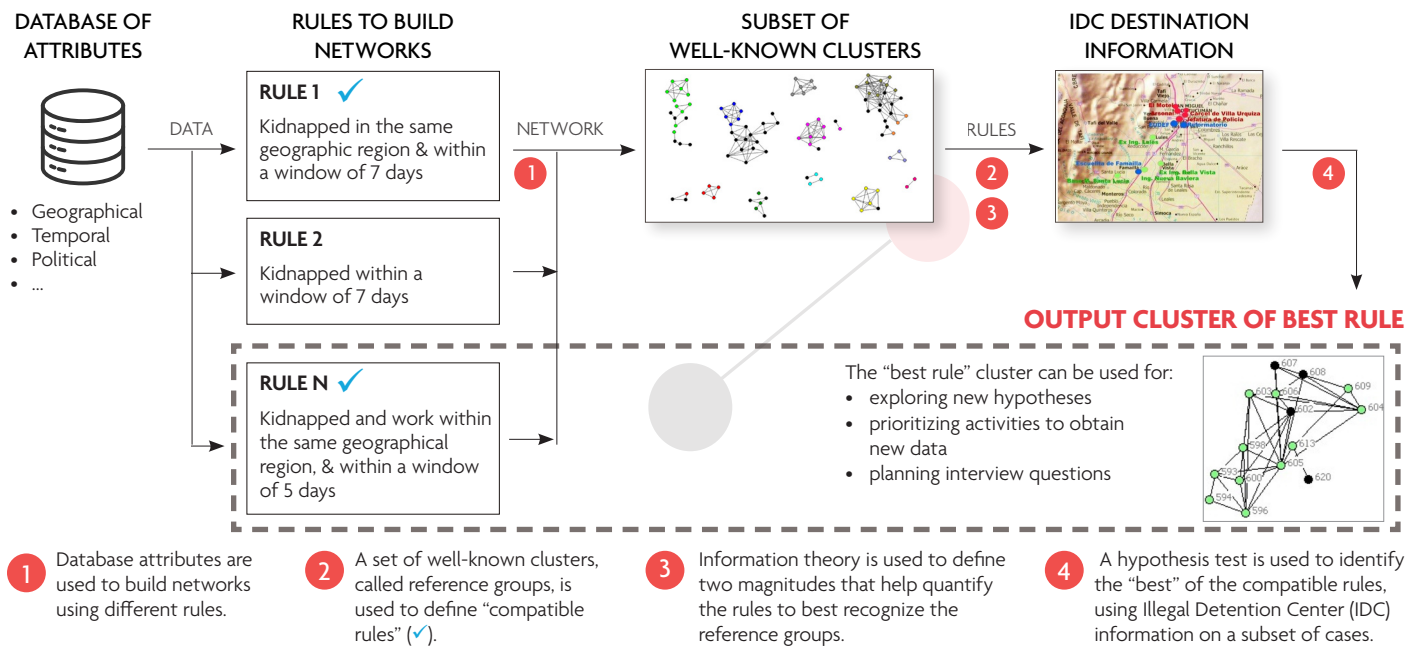 DATABASE OF
ATTRIBUTES
RULES TO BUILD
NETWORKS
SUBSET OF
WELL-KNOWN CLUSTERS
IDC DESTINATION
INFORMATION
• Geographical
• Temporal
• Political
• ...
DATA
RULE 1 ✓
Kidnapped in the same
geographic region & within
a window of 7 days
RULE 2
Kidnapped within a
window of 7 days
RULE N ✓
Kidnapped and work within
the same geographical
region, & within a window
of 5 days
NETWORK
1
RULES
2
3
4
OUTPUT CLUSTER OF BEST RULE
The “best rule” cluster can be used for:
• exploring new hypotheses
• prioritizing activities to obtain
new data
• planning interview questions
607
608
609
603
606
604
602
598
613
605
593
600
620
594
596
1
Database attributes are
used to build networks
using different rules.
2
A set of well-known clusters,
called reference groups, is
used to define “compatible
rules” (✓).
3
Information theory is used to define
two magnitudes that help quantify
the rules to best recognize the
reference groups.
4
A hypothesis test is used to identify
the “best” of the compatible rules,
using Illegal Detention Center (IDC)
information on a subset of cases.